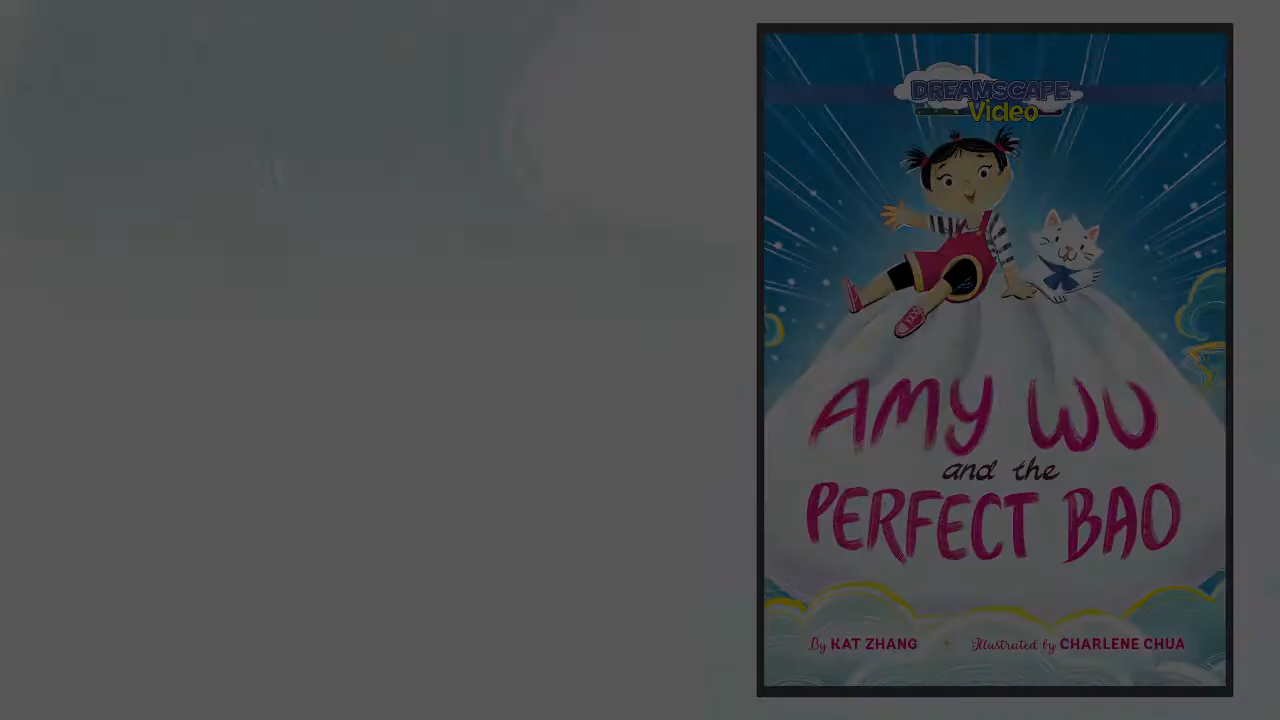 DREAMSCAPE
Video
AMY WU
and the
PERFECT BAO
By KAT ZHANG Illustrated by CHARLENE CHUA